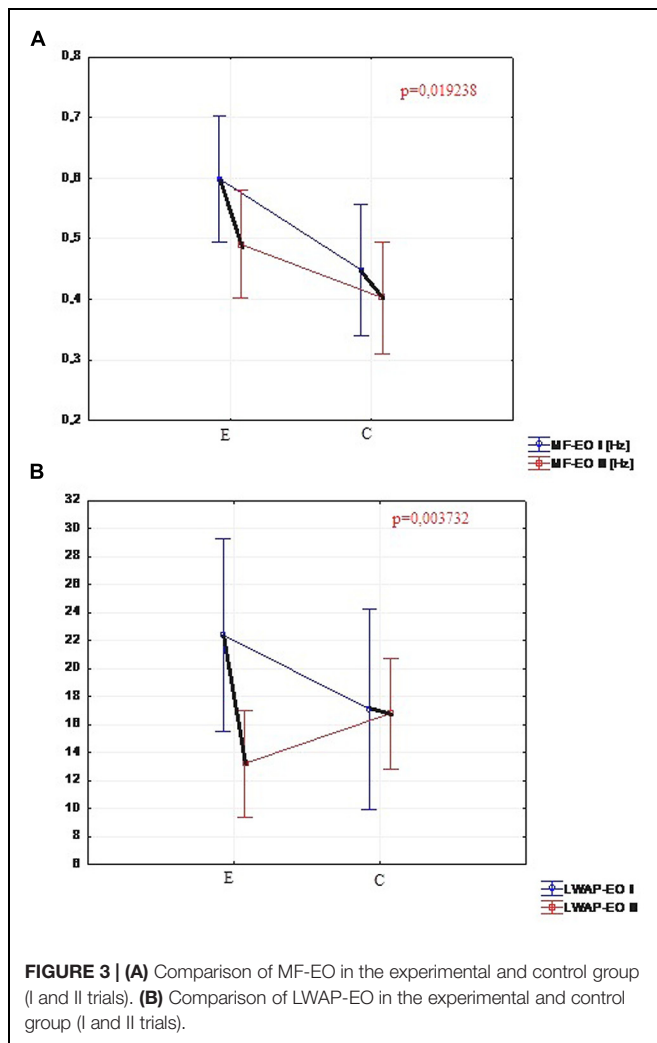 A
0,8
0,7
0,6
0,5
0,4
0,3
0,2
p=0,019238
E C
MF-EO I [Hz]
MF-EO II [Hz]
B
32
30
28
26
24
22
20
18
16
14
12
10
8
6
p=0,003732
E C
LWAP-EO I
LWAP-EO II
FIGURE 3 | (A) Comparison of MF-EO in the experimental and control group
(I and II trials). (B) Comparison of LWAP-EO in the experimental and control
group (I and II trials).